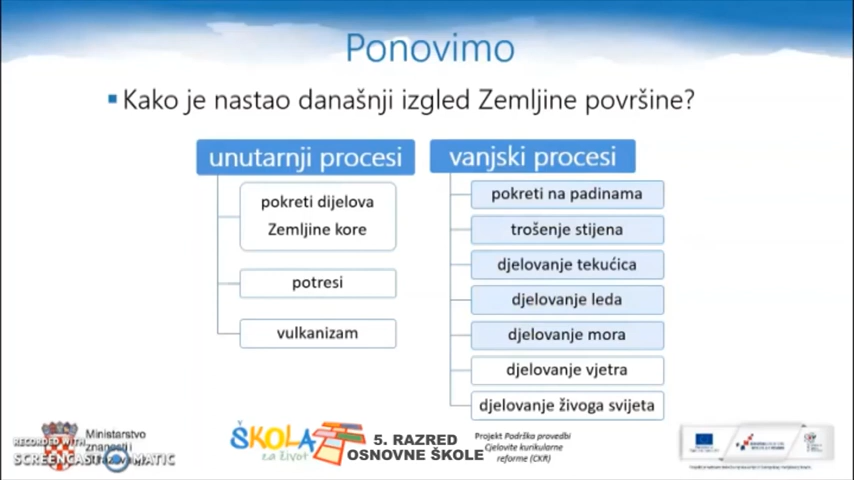 Ponovimo
Kako je nastao današnji izgled Zemljine površine?
unutarnji procesi
pokreti dijelova
Zemljine kore
potresi
vulkanizam
vanjski procesi
pokreti na padinama
trošenje stijena
djelovanje tekućica
djelovanje leda
djelovanje mora
djelovanje vjetra
djelovanje živoga svijeta
Ministarstvo
znanosti i
RECORDED WITH
SCREENCAST MATIC
ŠKOLA
za život
5. RAZRED
OSNOVNE ŠKOLE
Projekt Podrška provedbi
Cjelovite kurikularne
reforme (CKR)